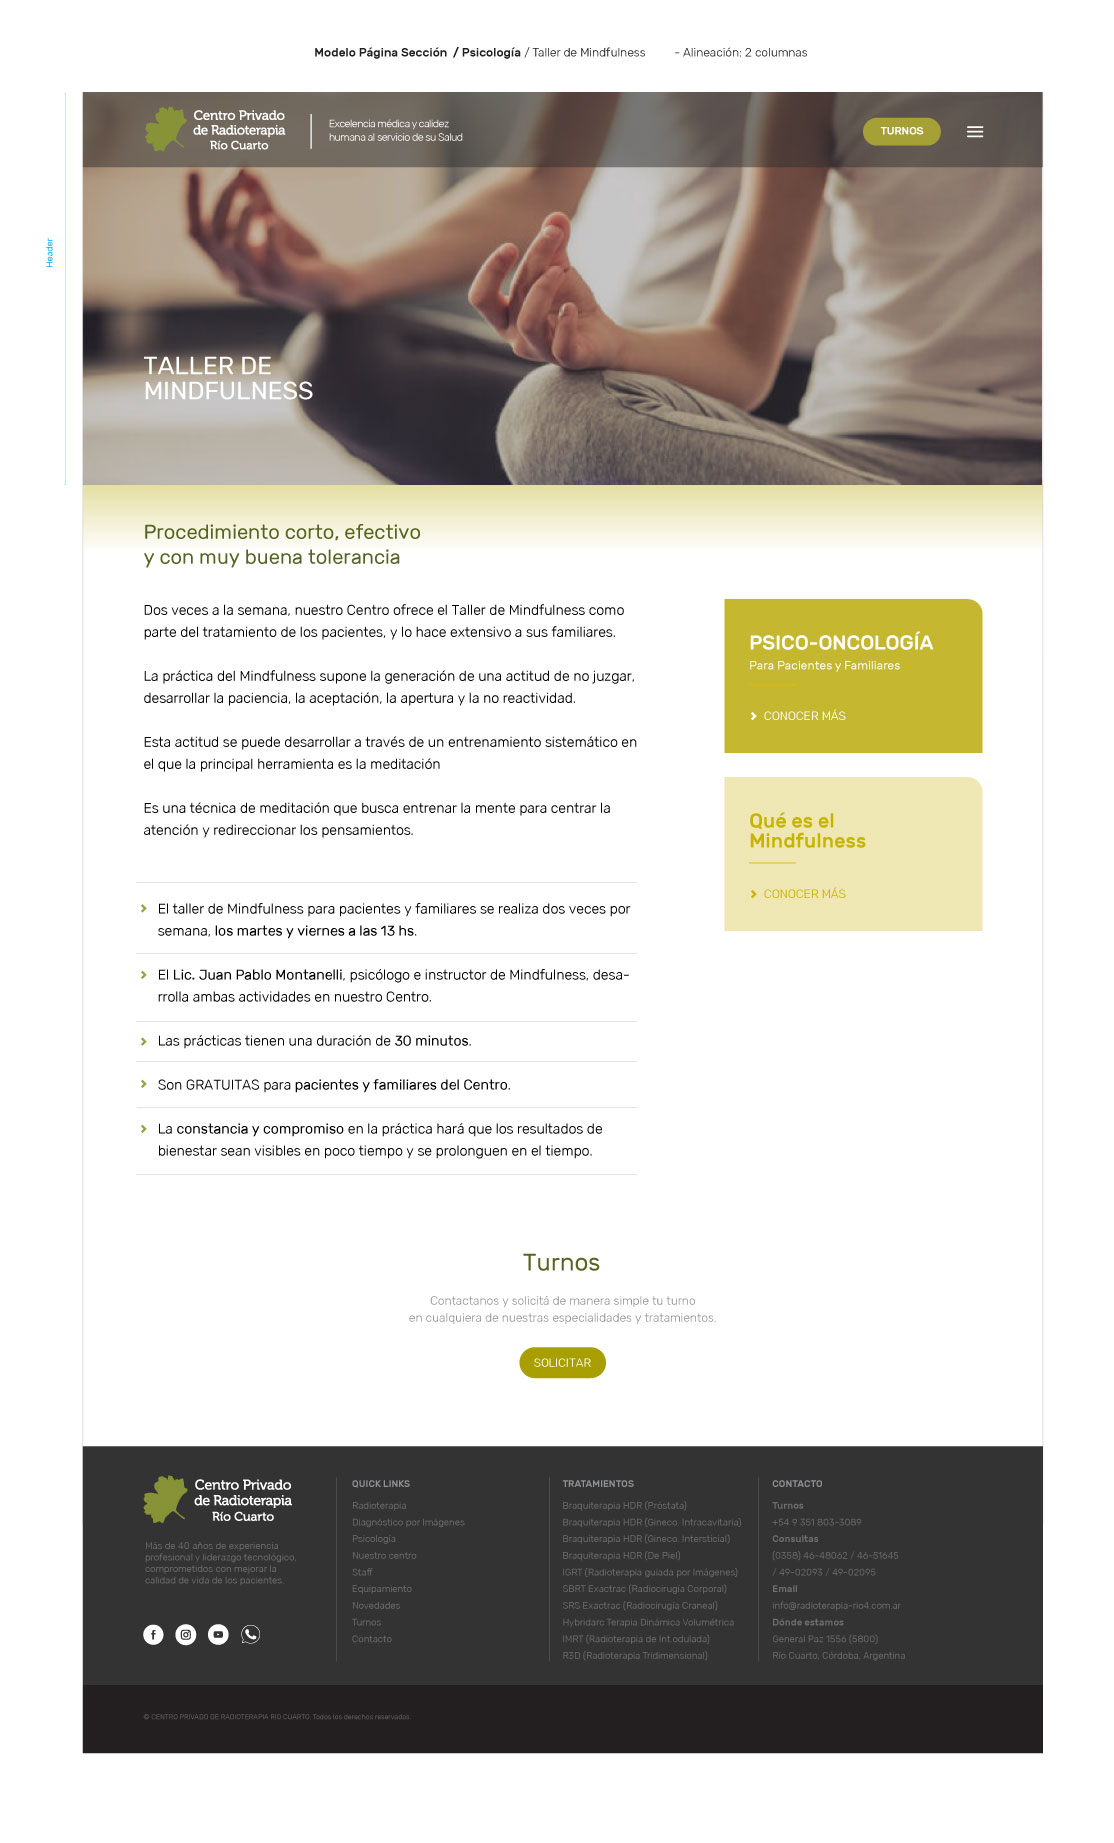 Modelo Página Sección / Psicología / Taller de Mindfulness - Alineación: 2 columnas
Header
Centro Privado
de Radioterapia
Río Cuarto
Excelencia médica y calidez
humana al servicio de su Salud
TURNOS
TALLER DE
MINDFULNESS
Procedimiento corto, efectivo
y con muy buena tolerancia
Dos veces a la semana, nuestro Centro ofrece el Taller de Mindfulness como
parte del tratamiento de los pacientes, y lo hace extensivo a sus familiares.
La práctica del Mindfulness supone la generación de una actitud de no juzgar,
desarrollar la paciencia, la aceptación, la apertura y la no reactividad.
Esta actitud se puede desarrollar a través de un entrenamiento sistemático en
el que la principal herramienta es la meditación
Es una técnica de meditación que busca entrenar la mente para centrar la
atención y redireccionar los pensamientos.
El taller de Mindfulness para pacientes y familiares se realiza dos veces por
semana, los martes y viernes a las 13 hs.
El Lic. Juan Pablo Montanelli, psicólogo e instructor de Mindfulness, desa-
rrolla ambas actividades en nuestro Centro.
Las prácticas tienen una duración de 30 minutos.
Son GRATUITAS para pacientes y familiares del Centro.
La constancia y compromiso en la práctica hará que los resultados de
bienestar sean visibles en poco tiempo y se prolonguen en el tiempo.
PSICO-ONCOLOGÍA
Para Pacientes y Familiares
CONOCER MÁS
Qué es el
Mindfulness
CONOCER MÁS
Turnos
Contactanos y solicitá de manera simple tu turno
en cualquiera de nuestras especialidades y tratamientos.
SOLICITAR
Centro Privado
de Radioterapia
Río Cuarto
Más de 40 años de experiencia
profesional y liderazgo tecnológico,
comprometidos con mejorar la
calidad de vida de los pacientes.
QUICK LINKS
Radioterapia
Diagnóstico por Imágenes
Psicología
Nuestro centro
Staff
Equipamiento
Novedades
Turnos
Contacto
TRATAMIENTOS
Braquiterapia HDR (Próstata)
Braquiterapia HDR (Gineco. Intracavitaria)
Braquiterapia HDR (Gineco. Intersticial)
Braquiterapia HDR (De Piel)
IGRT (Radioterapia guiada por Imágenes)
SBRT Exactrac (Radiocirugía Corporal)
SRS Exactrac (Radiocirugía Craneal)
Hybridarc Terapia Dinámica Volumétrica
IMRT (Radioterapia de Int.odulada)
R3D (Radioterapia Tridimensional)
CONTACTO
Turnos
+54 9 351 803-3089
Consultas
(0358) 46-48062 / 46-51645
/ 49-02093 / 49-02095
Email
info@radioterapia-rio4.com.ar
Dónde estamos
General Paz 1556 (5800)
Río Cuarto, Córdoba, Argentina
© CENTRO PRIVADO DE RADIOTERAPIA RIO CUARTO. Todos los derechos reservados.